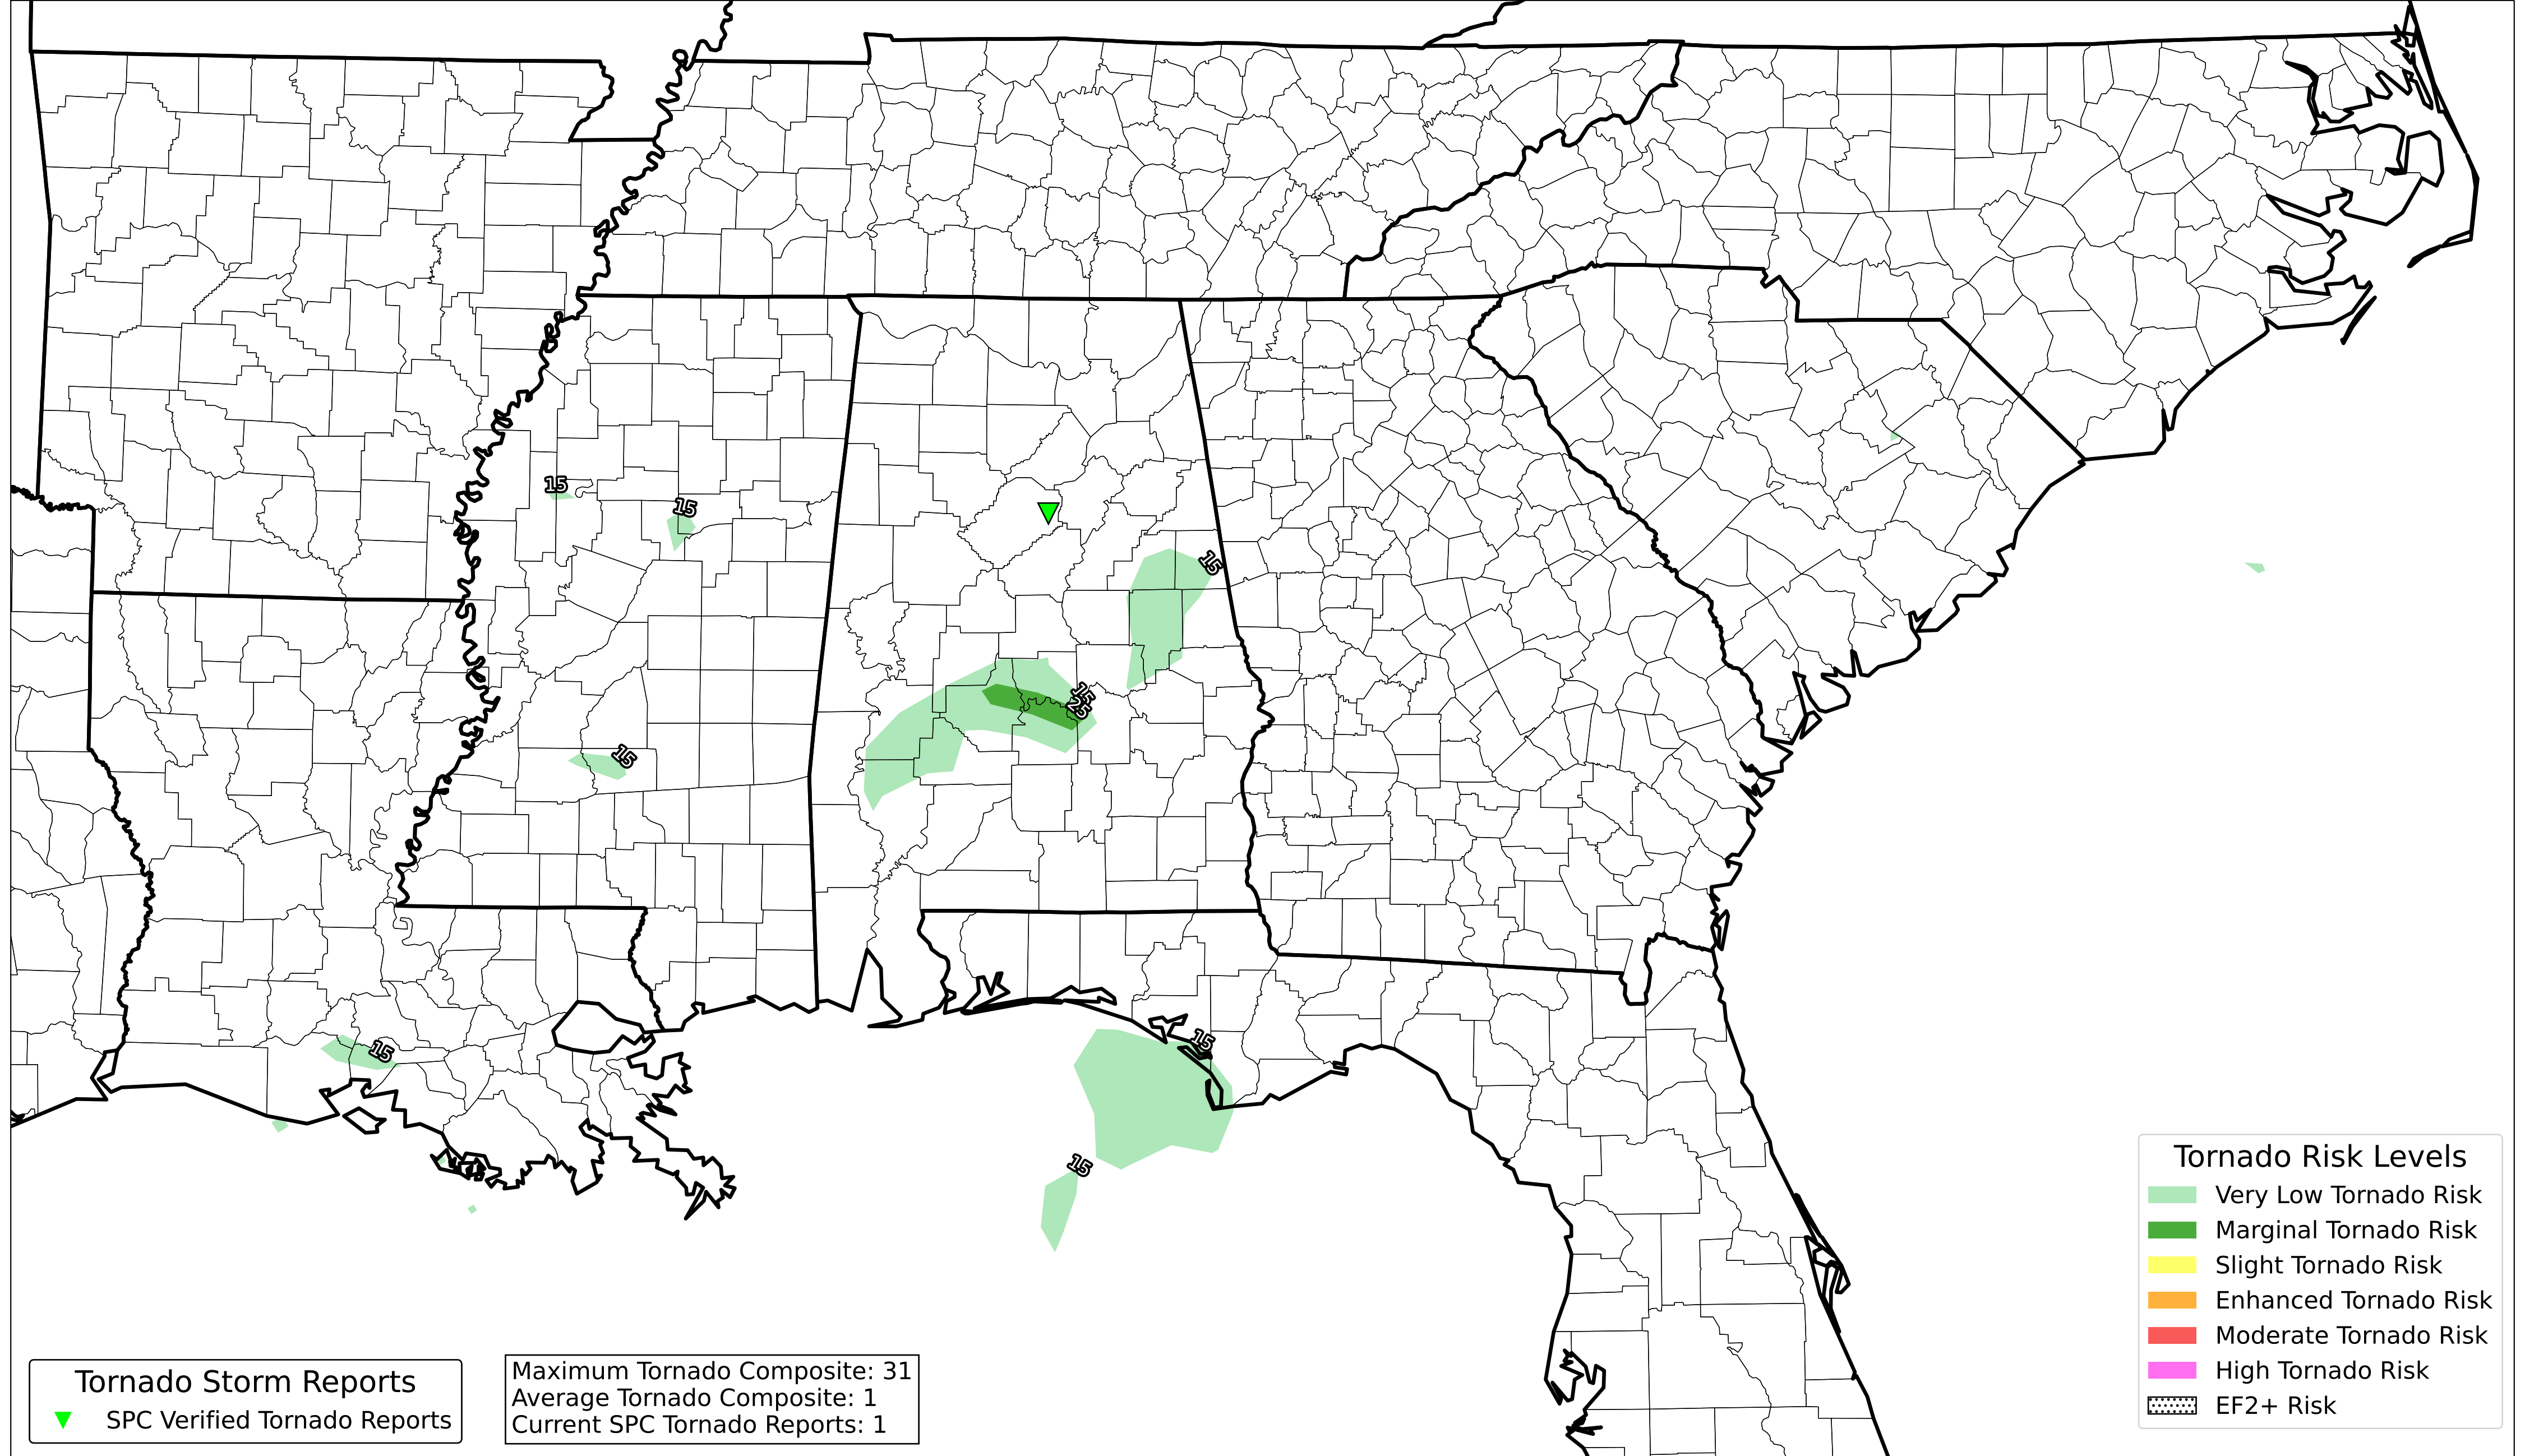 15
15
15
15
25
15
15
15
15
Tornado Risk Levels
Very Low Tornado Risk
Marginal Tornado Risk
Slight Tornado Risk
Enhanced Tornado Risk
Moderate Tornado Risk
High Tornado Risk
EF2+ Risk
Tornado Storm Reports
SPC Verified Tornado Reports
Maximum Tornado Composite: 31
Average Tornado Composite: 1
Current SPC Tornado Reports: 1